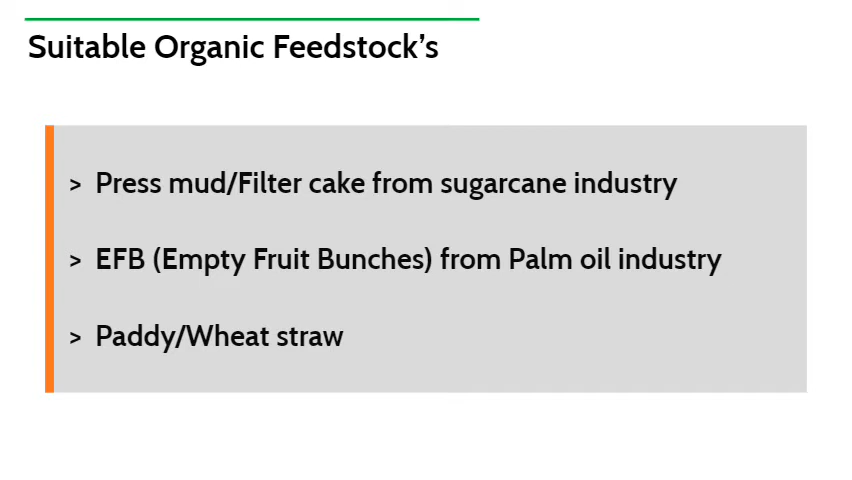 Suitable Organic Feedstock’s
> Press mud/Filter cake from sugarcane industry
> EFB (Empty Fruit Bunches) from Palm oil industry
> Paddy/Wheat straw